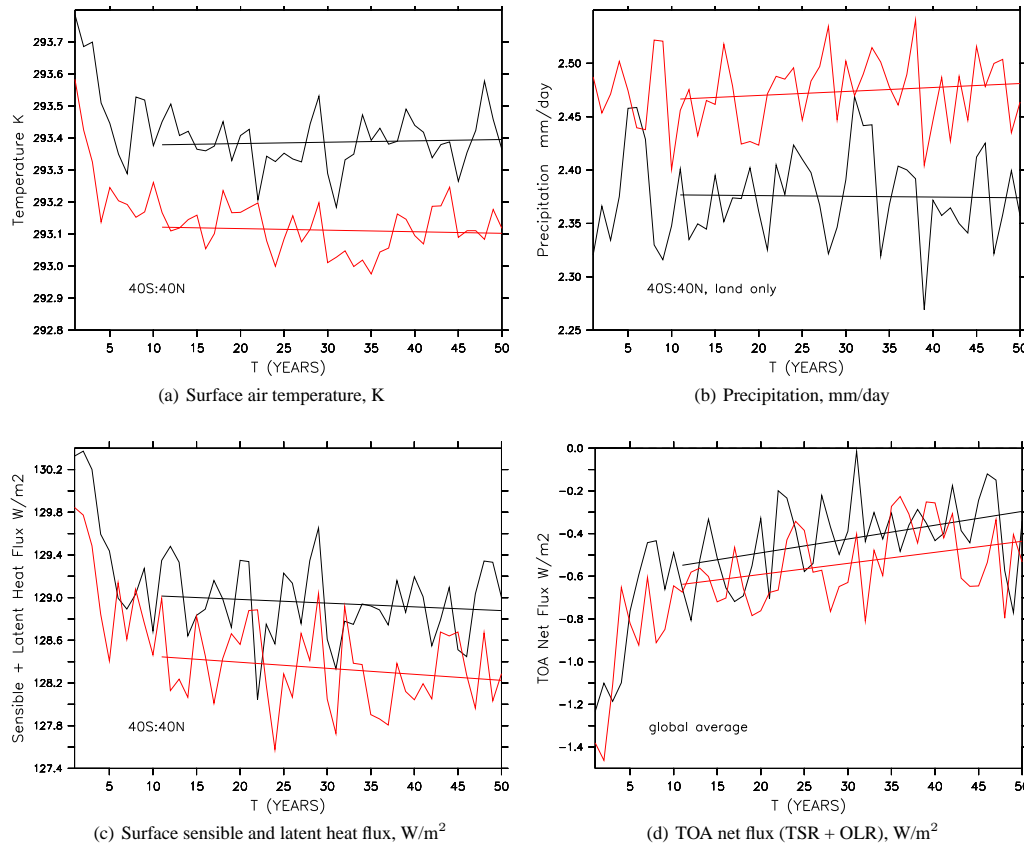 Temperature K
293.7
293.6
293.5
293.4
293.3
293.2
293.1
293.0
292.9
292.8
40S:40N
5 10 15 20 25 30 35 40 45 50
T (YEARS)
(a) Surface air temperature, K
Precipitation mm/day
2.50
2.45
2.40
2.35
2.30
2.25
40S:40N, land only
5 10 15 20 25 30 35 40 45 50
T (YEARS)
(b) Precipitation, mm/day
Sensible + Latent Heat Flux W/m2
130.2
129.8
129.4
129.0
128.6
128.2
127.8
127.4
40S:40N
5 10 15 20 25 30 35 40 45 50
T (YEARS)
(c) Surface sensible and latent heat flux, W/m²
TOA Net Flux W/m2
0.0
−0.2
−0.4
−0.6
−0.8
−1.0
−1.2
−1.4
global average
5 10 15 20 25 30 35 40 45 50
T (YEARS)
(d) TOA net flux (TSR + OLR), W/m²